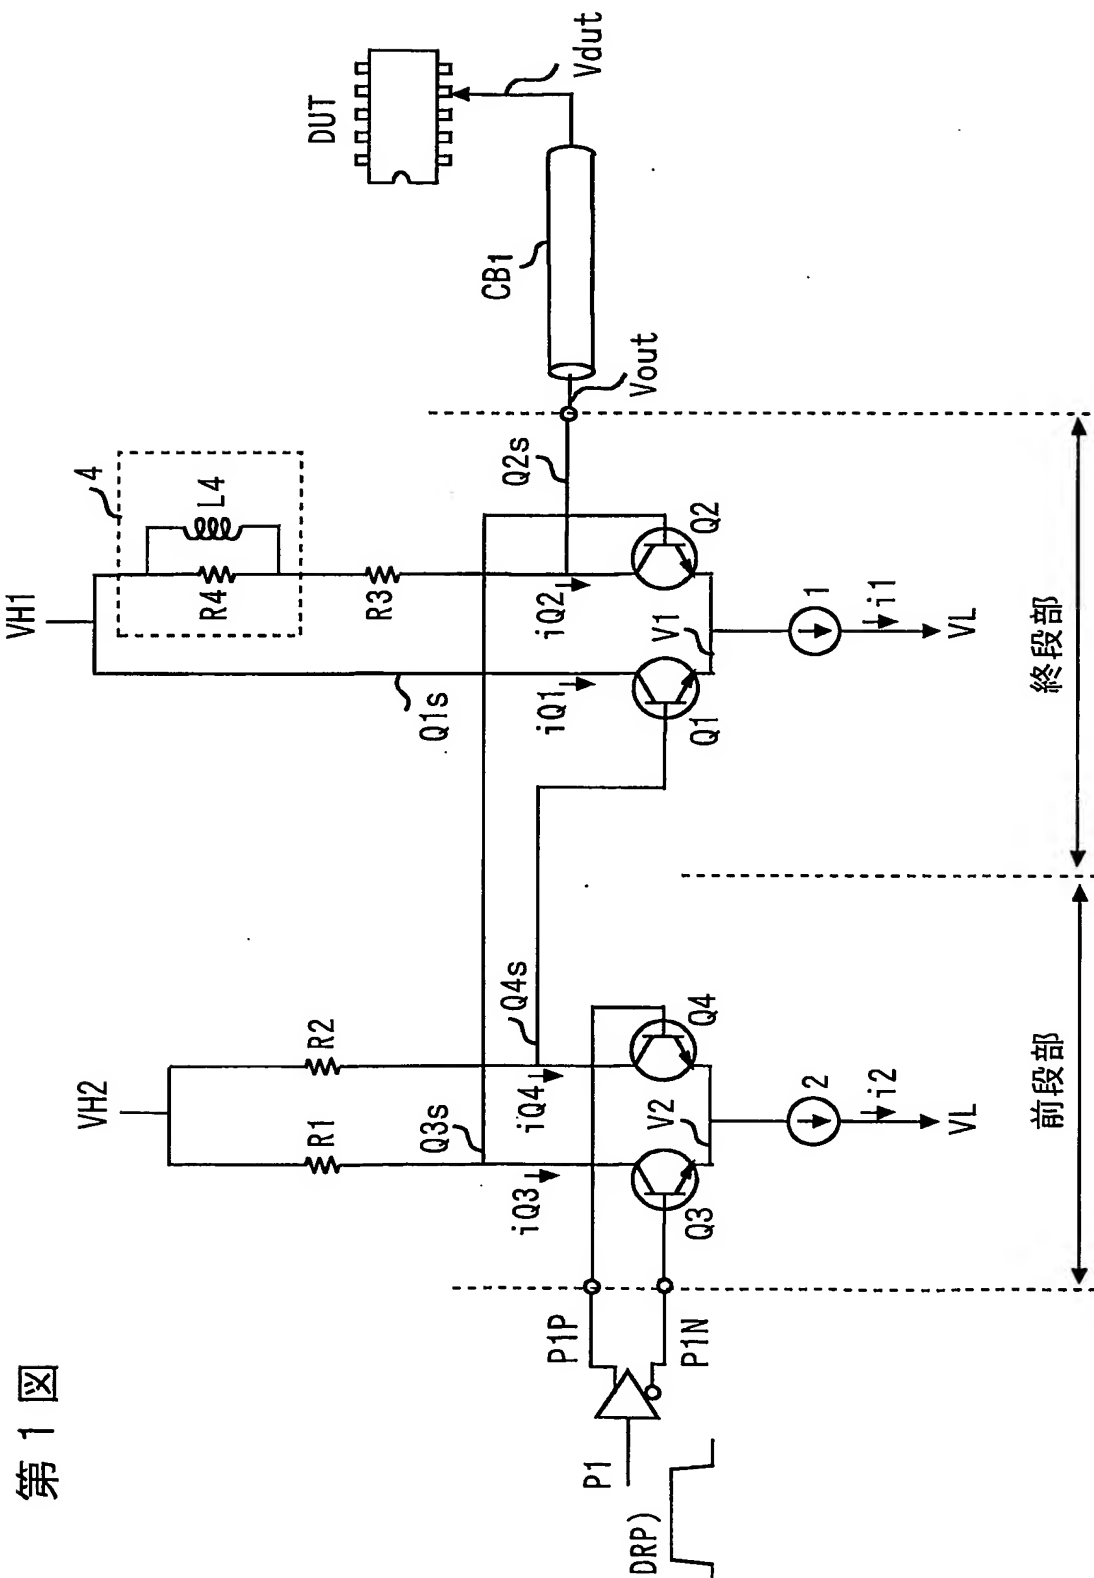 第1図
DRP)
P1
P1P
P1N
VH2
R1
R2
Q3s
Q4s
iQ3
iQ4
Q3
Q4
V2
2
i2
VL
前段部
VH1
4
R4
L4
R3
Q1s
Q2s
iQ1
iQ2
Q1
Q2
V1
1
i1
VL
終段部
Vout
CB1
Vdut
DUT